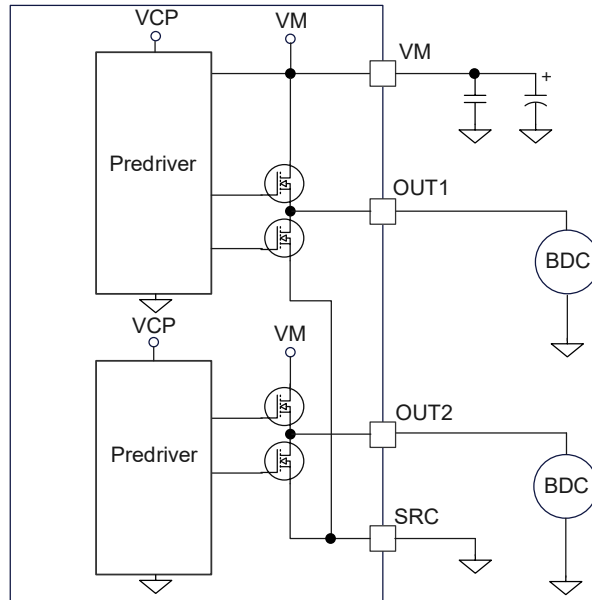 VCP
VM
VM
+
Predriver
OUT1
BDC
VCP
VM
OUT2
Predriver
BDC
SRC